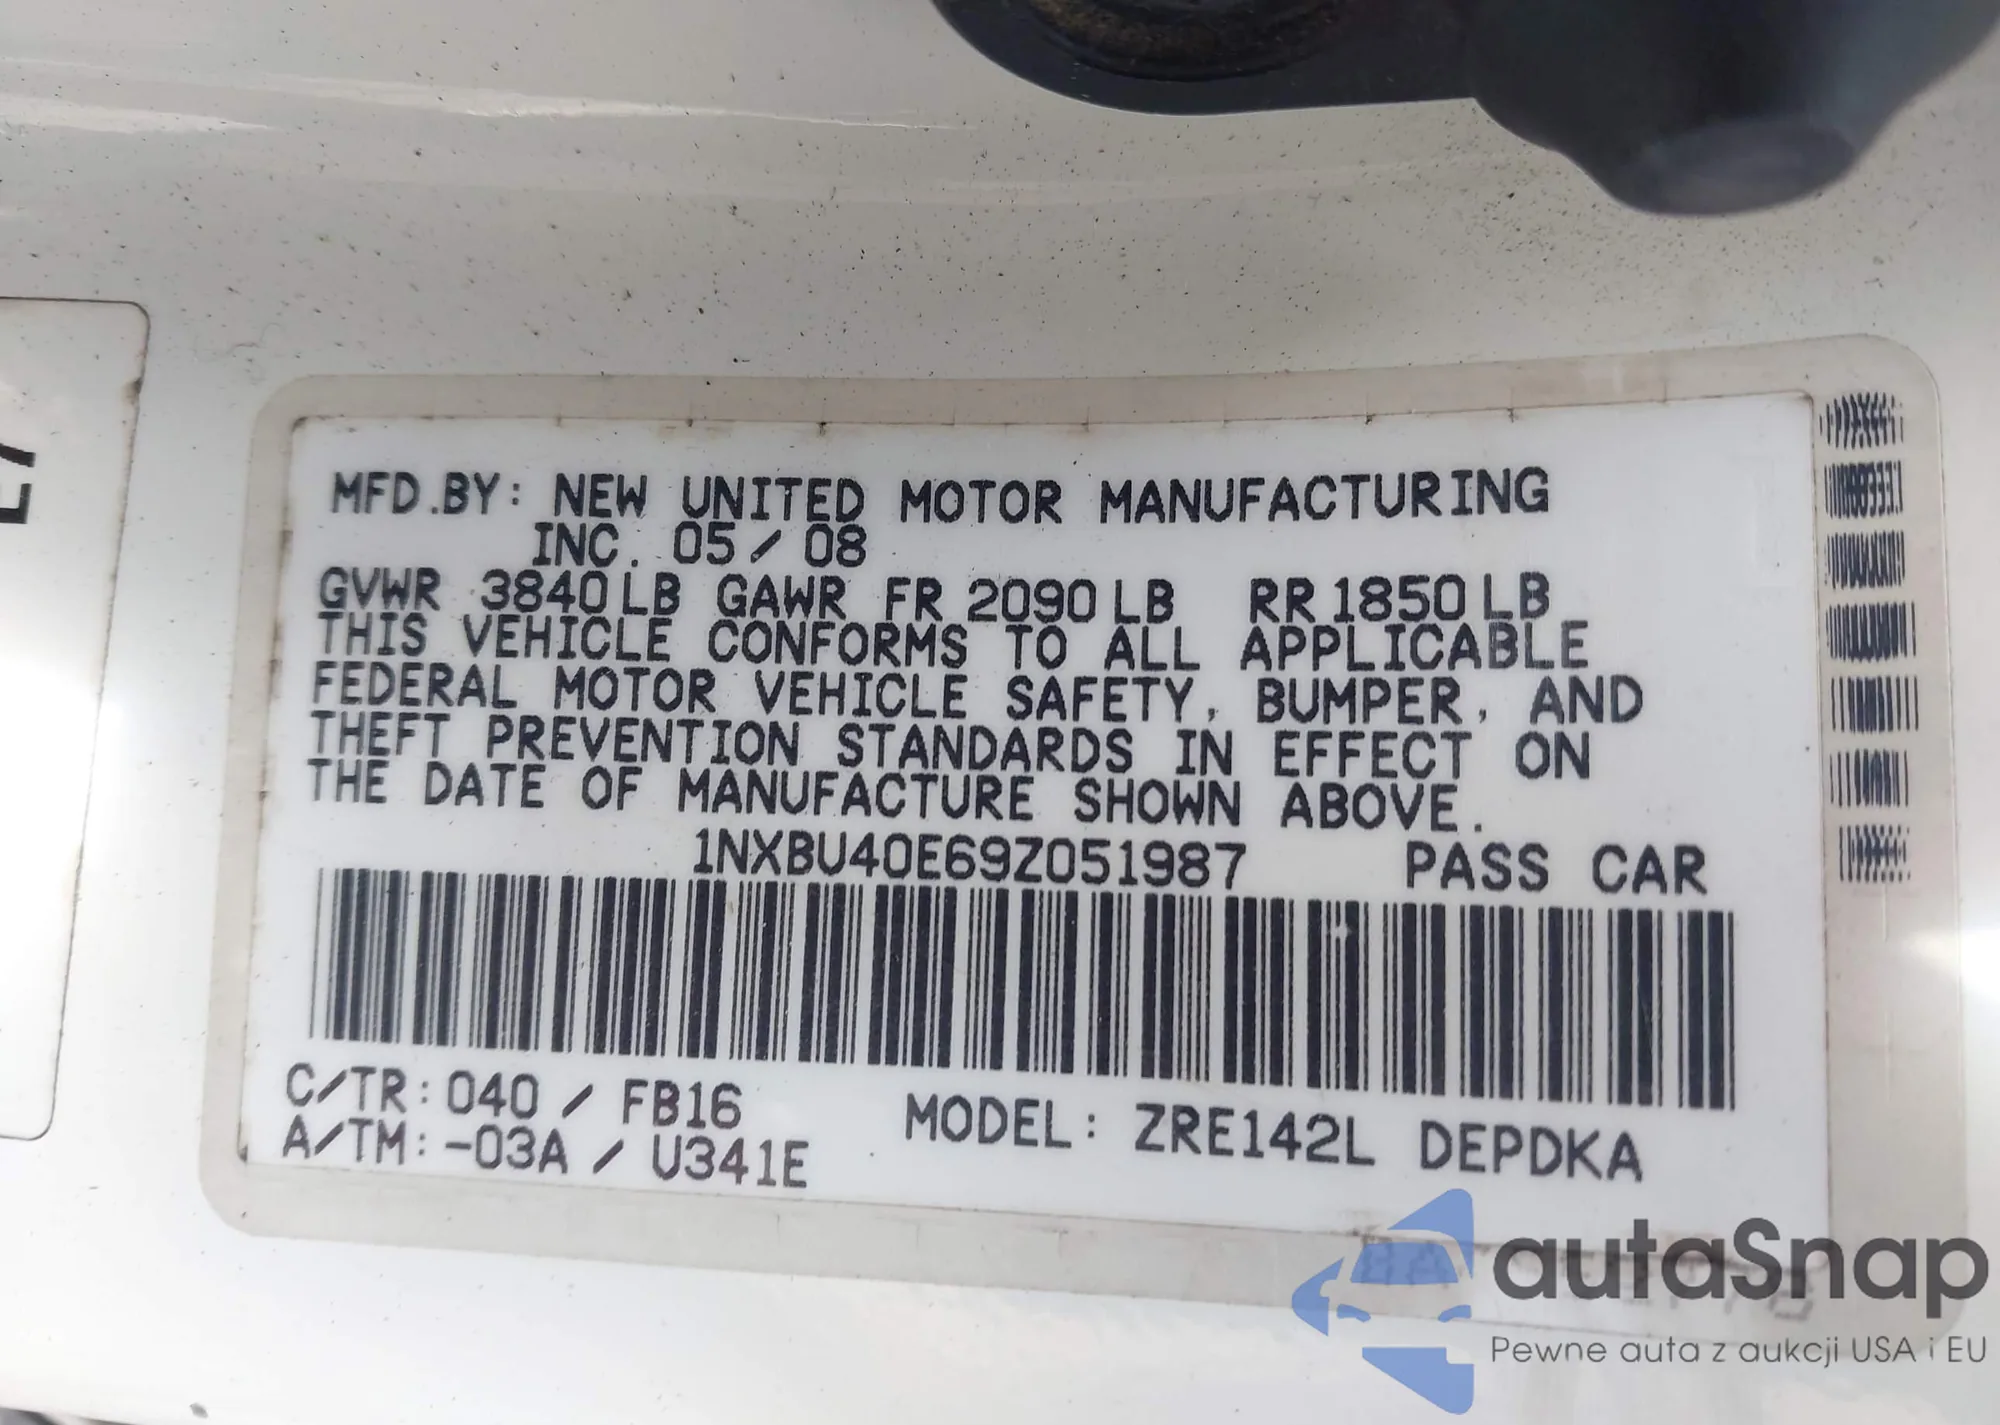 E7
MFD.BY: NEW UNITED MOTOR MANUFACTURING
INC. 05/08
GVWR 3840LB GAWR FR 2090LB RR1850LB
THIS VEHICLE CONFORMS TO ALL APPLICABLE
FEDERAL MOTOR VEHICLE SAFETY, BUMPER, AND
THEFT PREVENTION STANDARDS IN EFFECT ON
THE DATE OF MANUFACTURE SHOWN ABOVE.
1NXBU40E69Z051987 PASS CAR
C/TR: 040 / FB16
A/TM: -03A / U341E
MODEL: ZRE142L DEPDKA
autaSnap
Pewne auta z aukcji USA i EU